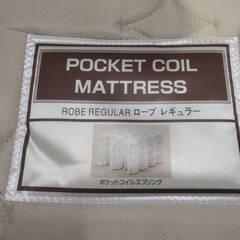 POCKET COIL
MATTRESS
ROBE REGULAR ローブ レギュラー
ポケットコイルスプリング